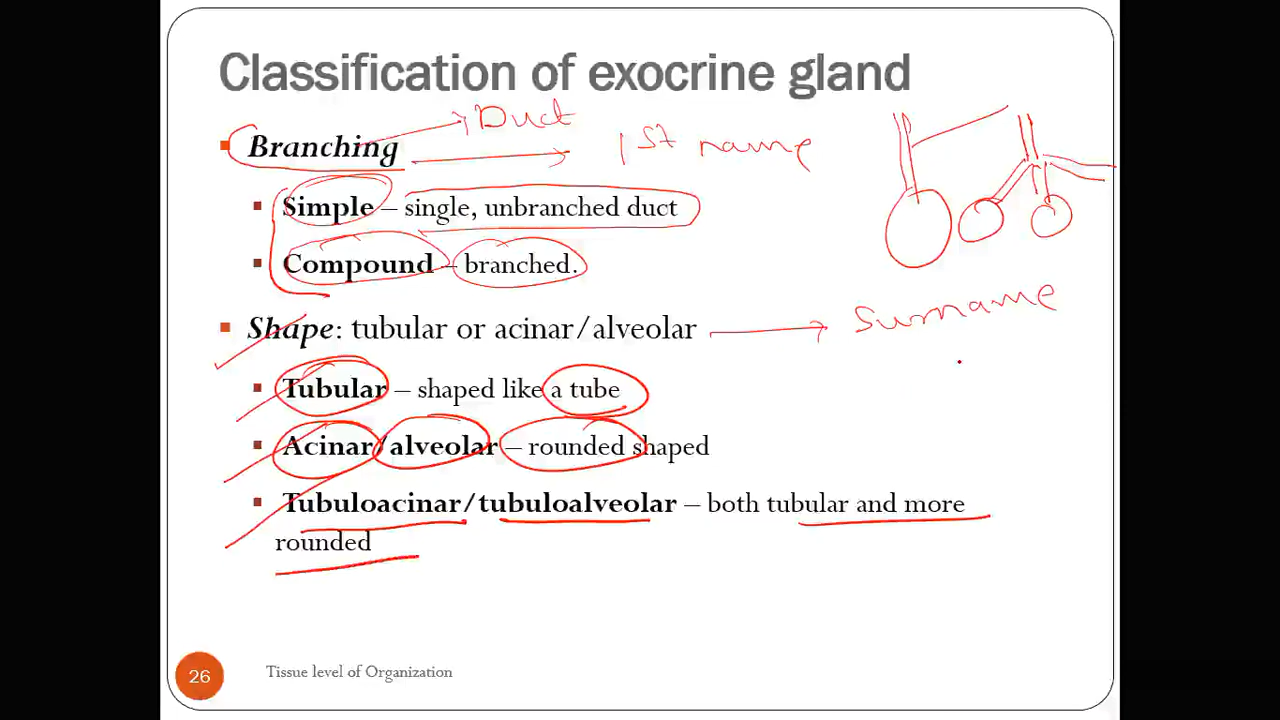 Classification of exocrine gland
Duct
Branching
1st name
Simple – single, unbranched duct
Compound – branched.
Shape: tubular or acinar/alveolar
Surname
Tubular – shaped like a tube
Acinar/alveolar – rounded shaped
Tubuloacinar/tubuloalveolar – both tubular and more
rounded
26
Tissue level of Organization